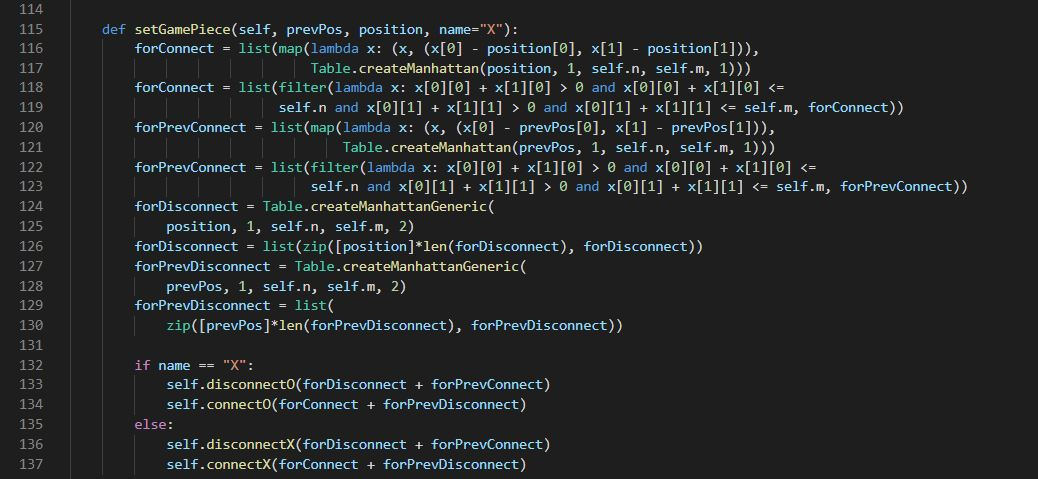 114
115 def setGamePiece(self, prevPos, position, name="X"):
116 forConnect = list(map(lambda x: (x, (x[0] - position[0], x[1] - position[1])),
117 Table.createManhattan(position, 1, self.n, self.m, 1)))
118 forConnect = list(filter(lambda x: x[0][0] + x[1][0] > 0 and x[0][0] + x[1][0] <=
119 self.n and x[0][1] + x[1][1] > 0 and x[0][1] + x[1][1] <= self.m, forConnect))
120 forPrevConnect = list(map(lambda x: (x, (x[0] - prevPos[0], x[1] - prevPos[1])),
121 Table.createManhattan(prevPos, 1, self.n, self.m, 1)))
122 forPrevConnect = list(filter(lambda x: x[0][0] + x[1][0] > 0 and x[0][0] + x[1][0] <=
123 self.n and x[0][1] + x[1][1] > 0 and x[0][1] + x[1][1] <= self.m, forPrevConnect))
124 forDisconnect = Table.createManhattanGeneric(
125 position, 1, self.n, self.m, 2)
126 forDisconnect = list(zip([position]*len(forDisconnect), forDisconnect))
127 forPrevDisconnect = Table.createManhattanGeneric(
128 prevPos, 1, self.n, self.m, 2)
129 forPrevDisconnect = list(
130 zip([prevPos]*len(forPrevDisconnect), forPrevDisconnect))
131
132 if name == "X":
133 self.disconnectO(forDisconnect + forPrevConnect)
134 self.connectO(forConnect + forPrevDisconnect)
135 else:
136 self.disconnectX(forDisconnect + forPrevConnect)
137 self.connectX(forConnect + forPrevDisconnect)